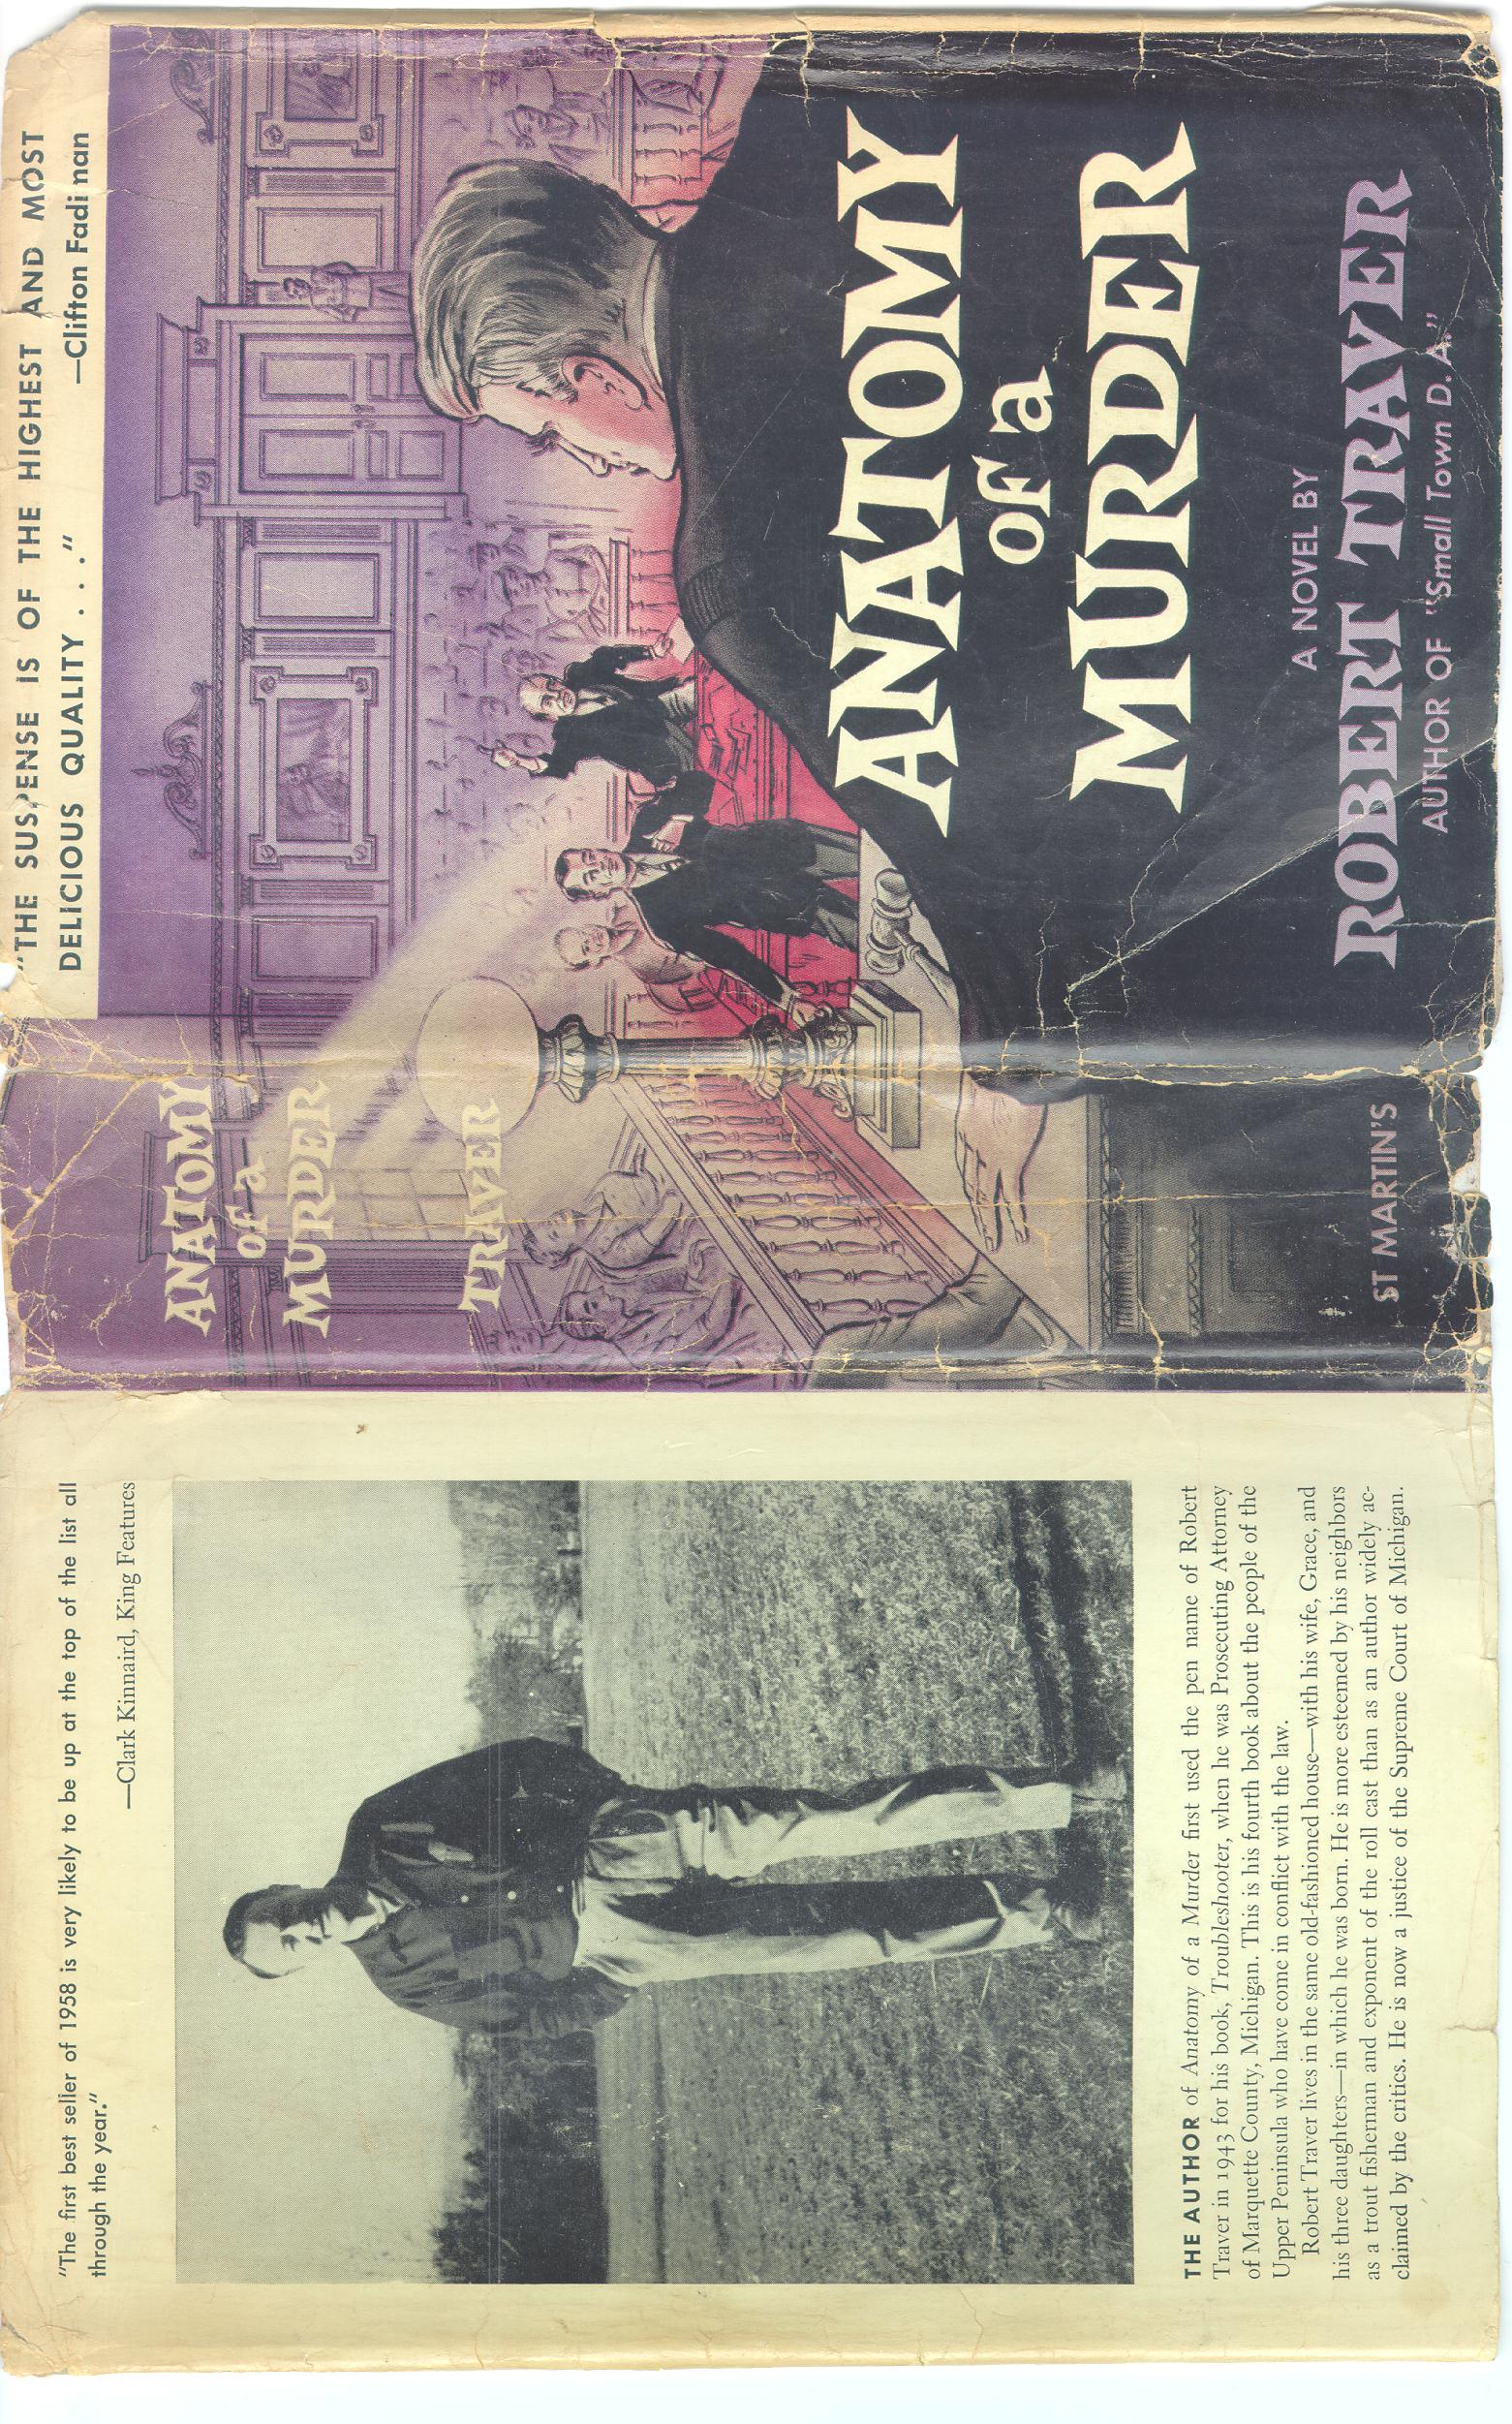 "THE SUSPENSE IS OF THE HIGHEST AND MOST
DELICIOUS QUALITY . . ."
—Clifton Fadiman
ANATOMY
of a
MURDER
A NOVEL BY
ROBERT TRAVER
AUTHOR OF "Small Town D. A."
ANATOMY
of a
MURDER
TRAVER
ST MARTIN'S
"The first best seller of 1958 is very likely to be up at the top of the list all
through the year."
—Clark Kinnaird, King Features
THE AUTHOR of Anatomy of a Murder first used the pen name of Robert
Traver in 1943 for his book, Troubleshooter, when he was Prosecuting Attorney
of Marquette County, Michigan. This is his fourth book about the people of the
Upper Peninsula who have come in conflict with the law.
Robert Traver lives in the same old-fashioned house—with his wife, Grace, and
his three daughters—in which he was born. He is more esteemed by his neighbors
as a trout fisherman and exponent of the roll cast than as an author widely ac-
claimed by the critics. He is now a justice of the Supreme Court of Michigan.